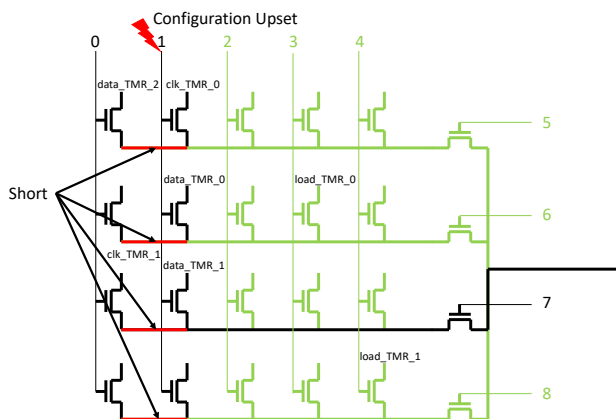 Configuration Upset
0
1
2
3
4
data_TMR_2
clk_TMR_0
5
Short
data_TMR_0
load_TMR_0
6
clk_TMR_1
data_TMR_1
7
load_TMR_1
8